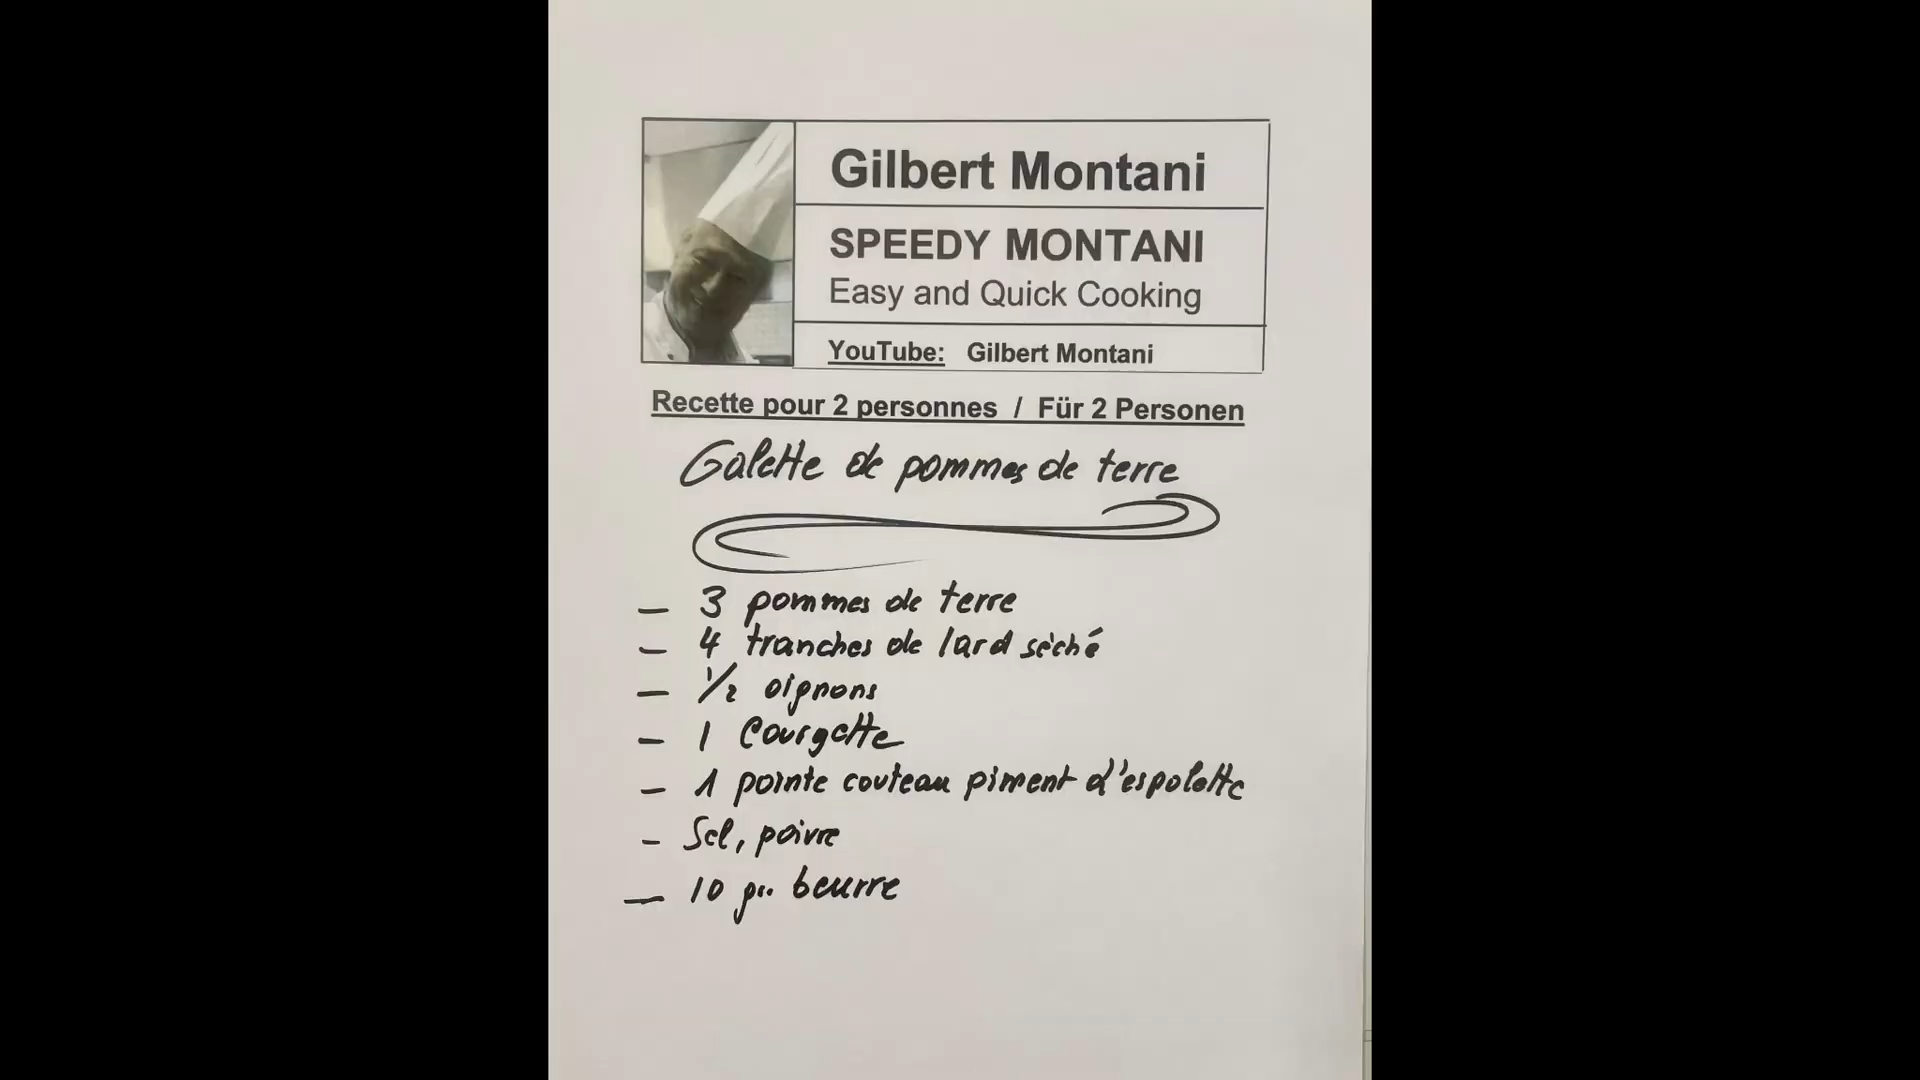 Gilbert Montani
SPEEDY MONTANI
Easy and Quick Cooking
YouTube: Gilbert Montani
Recette pour 2 personnes / Für 2 Personen
Galette de pommes de terre
— 3 pommes de terre
— 4 tranches de lard séché
— 1/2 oignons
— 1 Courgette
— 1 pointe couteau piment d'espolette
- Sel, poivre
— 10 gr. beurre